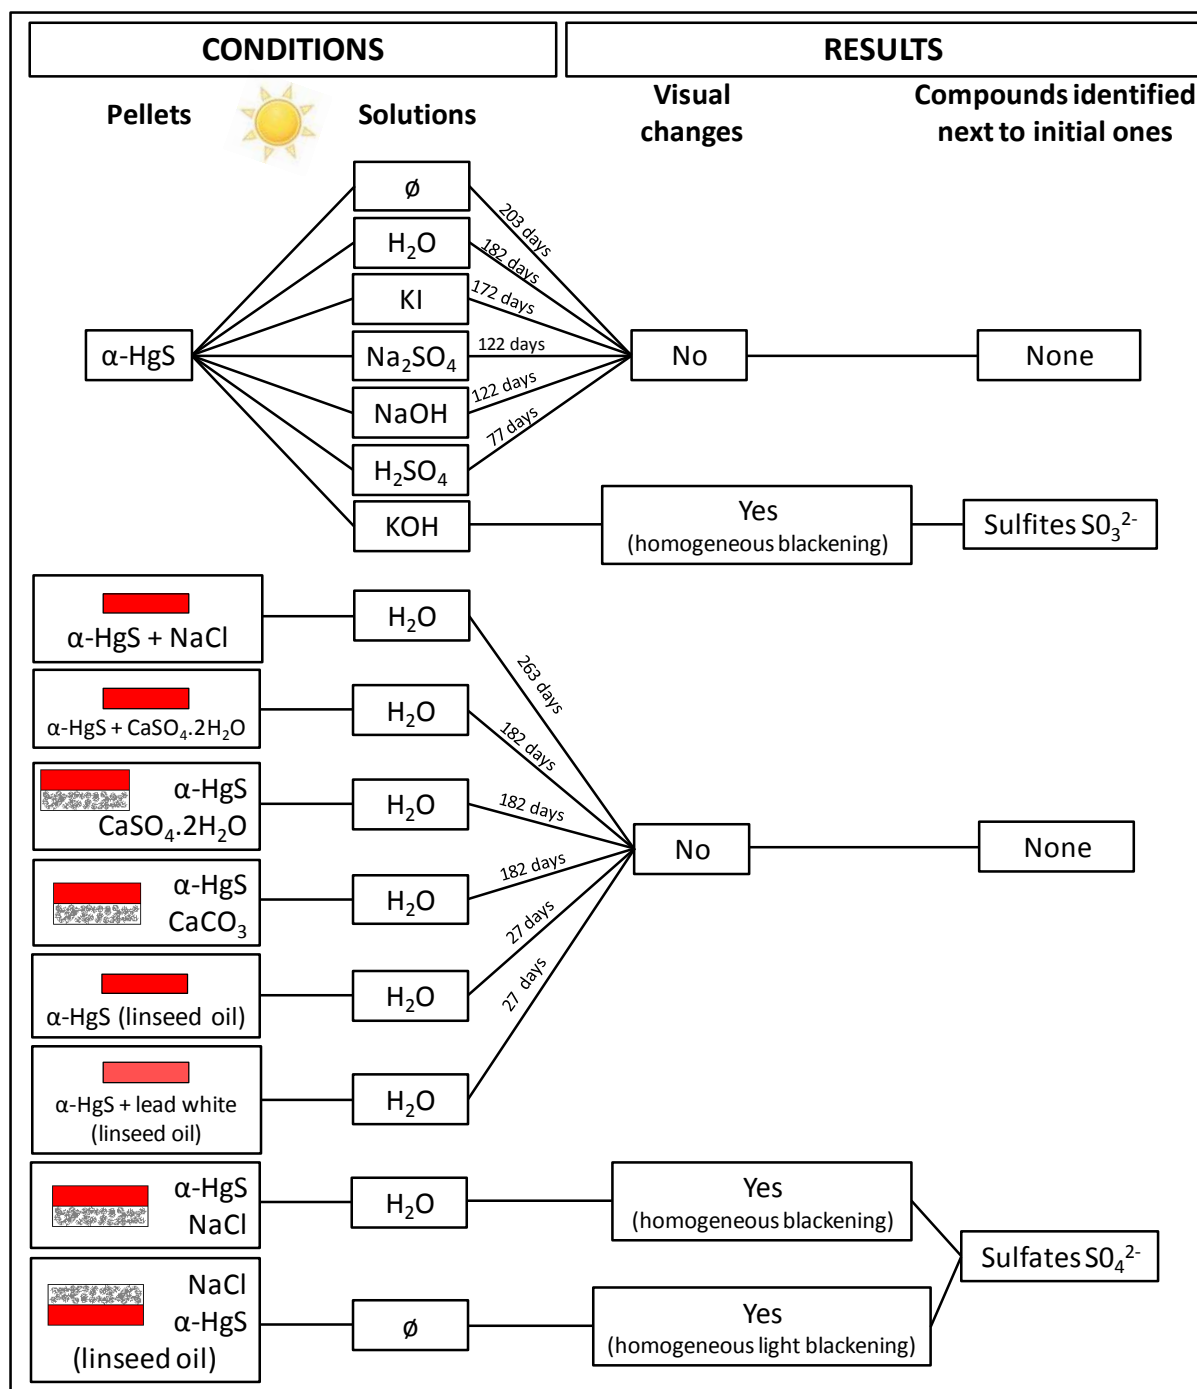 CONDITIONS
RESULTS
Pellets
Solutions
Visual
changes
Compounds identified
next to initial ones
α-HgS
ø
H₂O
KI
Na₂SO₄
NaOH
H₂SO₄
KOH
203 days
182 days
172 days
122 days
122 days
77 days
No
None
Yes
(homogeneous blackening)
Sulfites S0₃²⁻
α-HgS + NaCl
H₂O
263 days
α-HgS + CaSO₄.2H₂O
H₂O
182 days
α-HgS
CaSO₄.2H₂O
H₂O
182 days
α-HgS
CaCO₃
H₂O
182 days
α-HgS (linseed oil)
H₂O
27 days
α-HgS + lead white
(linseed oil)
H₂O
27 days
No
None
α-HgS
NaCl
H₂O
Yes
(homogeneous blackening)
NaCl
α-HgS
(linseed oil)
ø
Yes
(homogeneous light blackening)
Sulfates S0₄²⁻